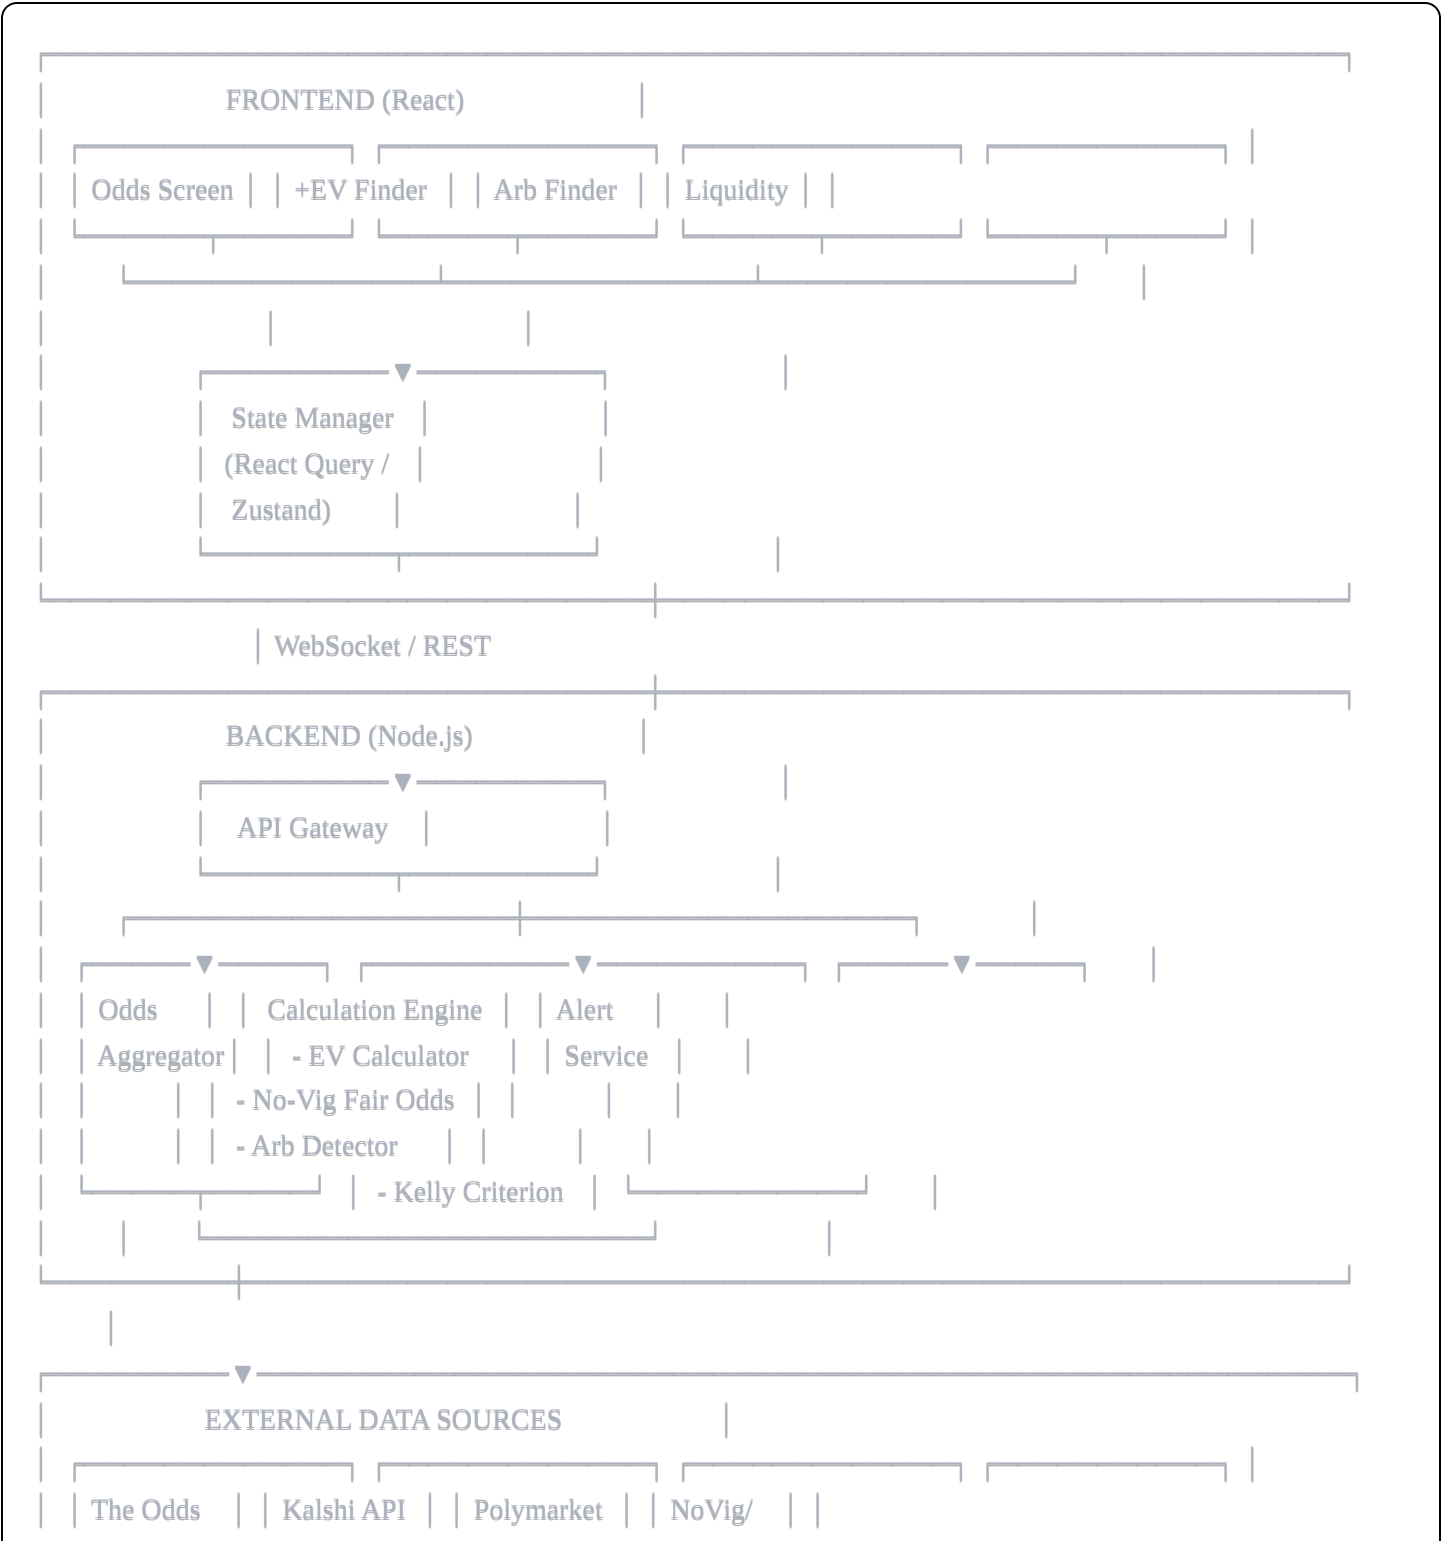 FRONTEND (React)
Odds Screen +EV Finder Arb Finder Liquidity
State Manager
(React Query /
Zustand)
WebSocket / REST
BACKEND (Node.js)
API Gateway
Odds Calculation Engine Alert
Aggregator - EV Calculator Service
- No-Vig Fair Odds
- Arb Detector
- Kelly Criterion
EXTERNAL DATA SOURCES
The Odds Kalshi API Polymarket NoVig/